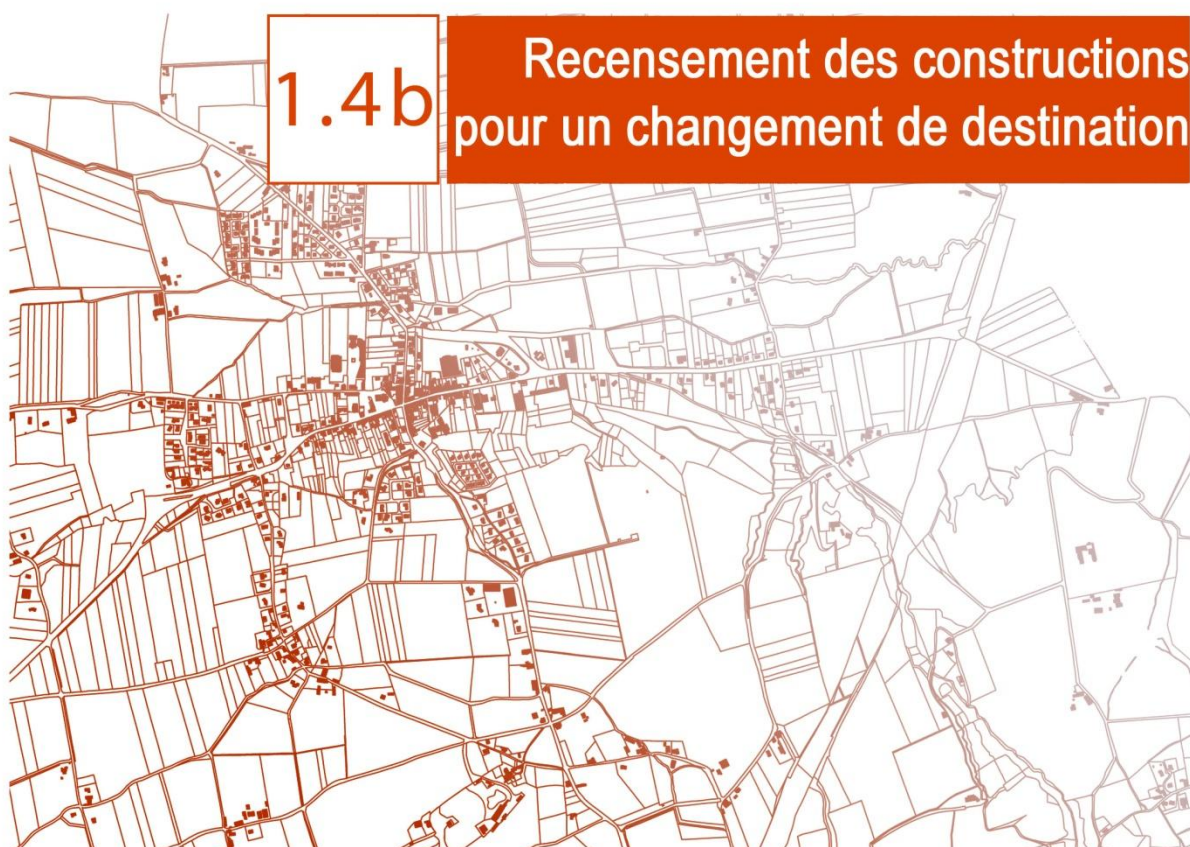 1.4b
Recensement des constructions
pour un changement de destination